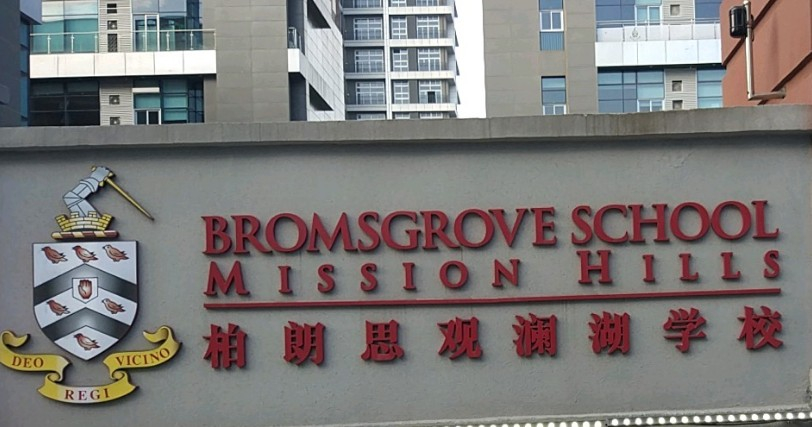 BROMSGROVE SCHOOL
MISSION HILLS
柏朗思观澜湖学校
DEO REGI VICINO